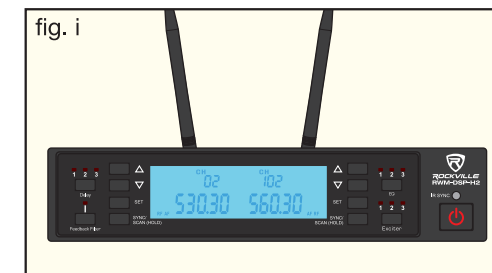 fig. i
ROCKVILLE
RWM-DSP-H2
IR SYNC
1 2 3
Delay
Feedback Filter
SET
SYNC/
SCAN (HOLD)
CH
02
530.30
CH
102
560.30
SET
SYNC/
SCAN (HOLD)
1 2 3
EQ
1 2 3
Exciter